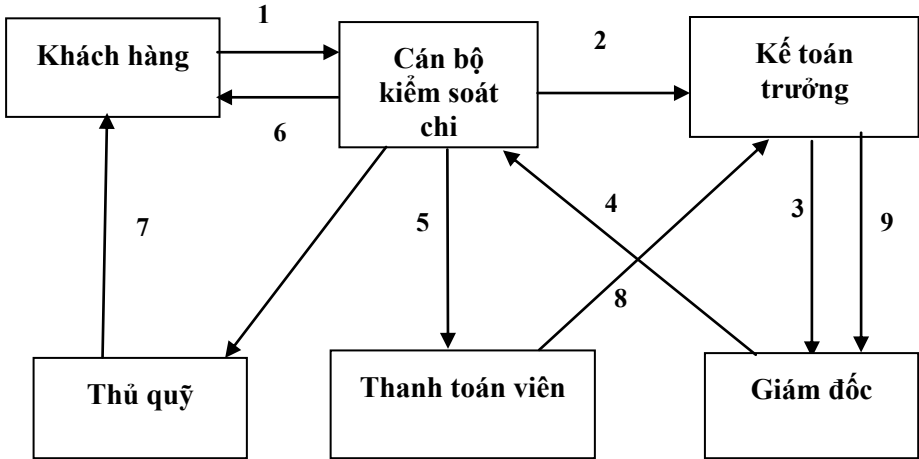 1
Khách hàng
Cán bộ
kiểm soát
chi
2
Kế toán
trưởng
6
7
5
4
3
9
8
Thủ quỹ
Thanh toán viên
Giám đốc